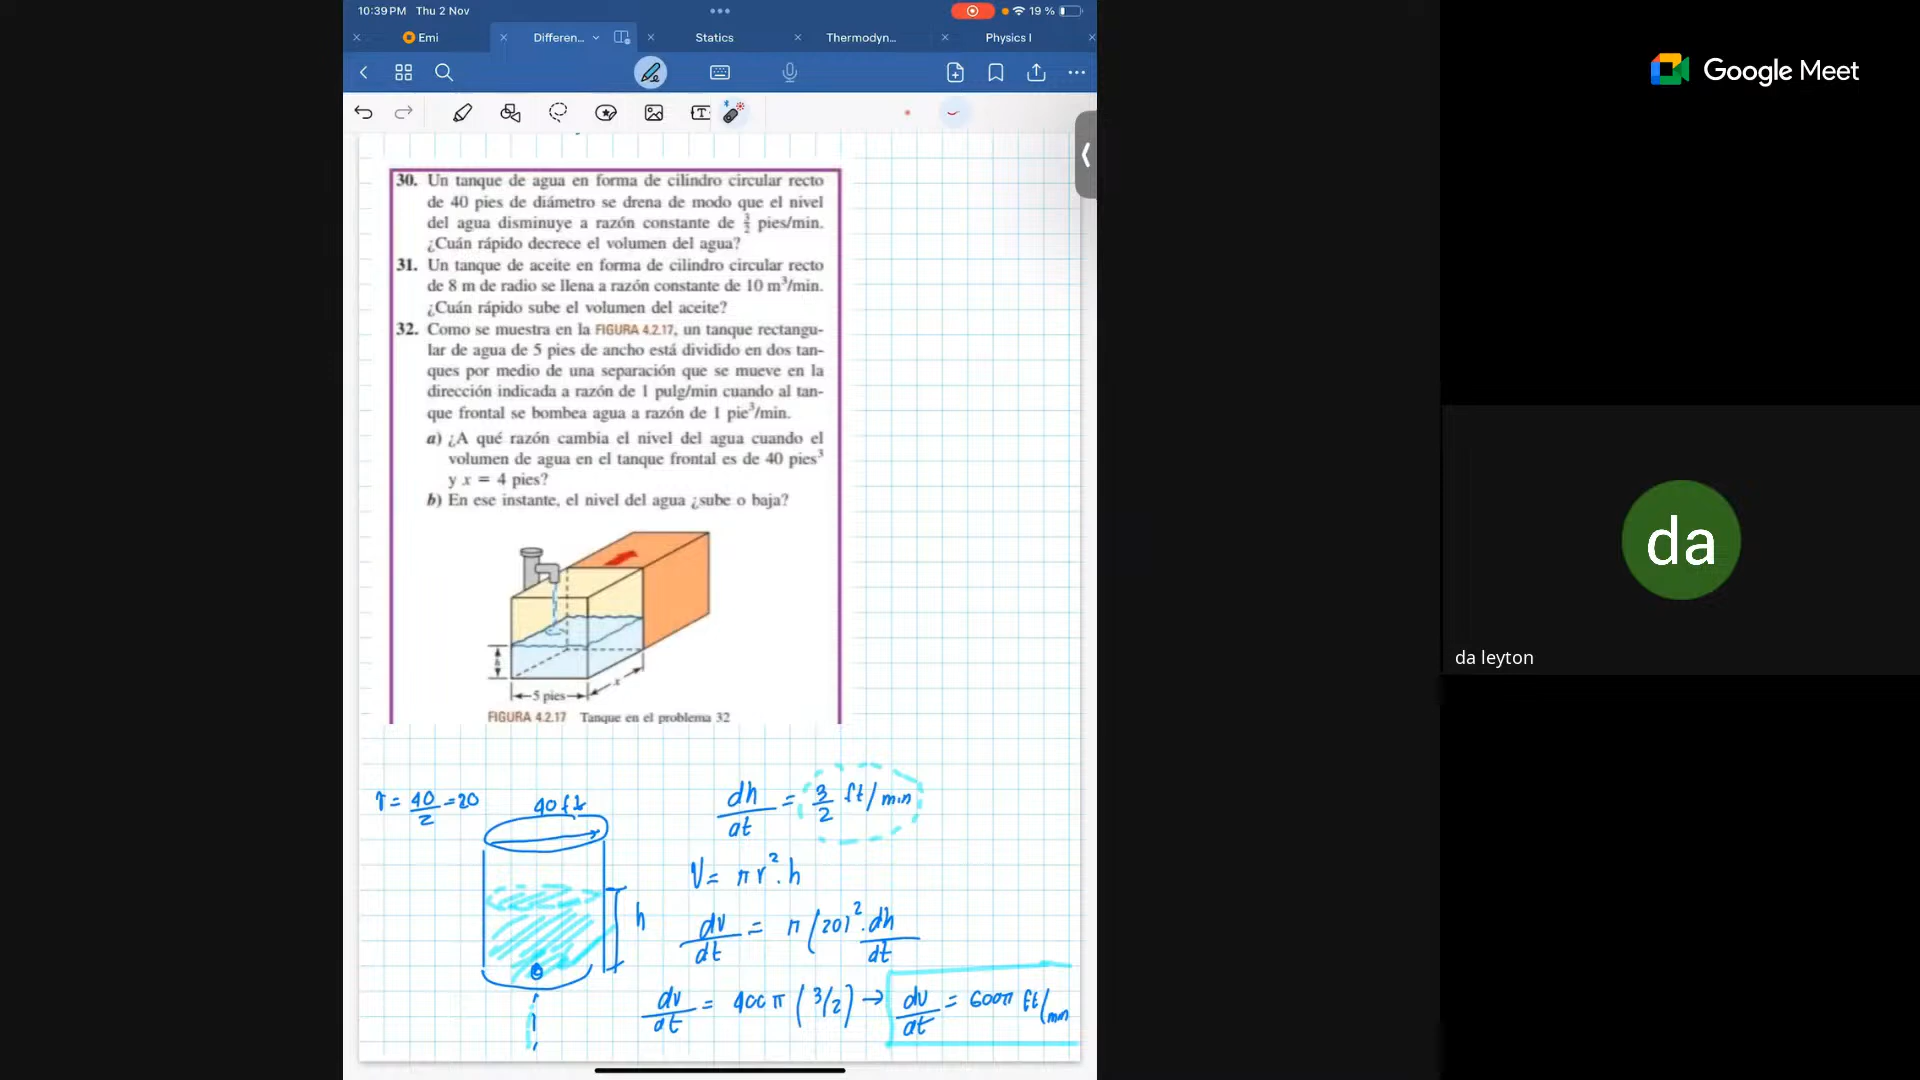 10:39 PM Thu 2 Nov
19 %
Emi
Differen...
Statics
Thermodyn...
Physics I
Google Meet
30. Un tanque de agua en forma de cilindro circular recto
de 40 pies de diámetro se drena de modo que el nivel
del agua disminuye a razón constante de 3/2 pies/min.
¿Cuán rápido decrece el volumen del agua?
31. Un tanque de aceite en forma de cilindro circular recto
de 8 m de radio se llena a razón constante de 10 m³/min.
¿Cuán rápido sube el volumen del aceite?
32. Como se muestra en la FIGURA 4.2.17, un tanque rectangu-
lar de agua de 5 pies de ancho está dividido en dos tan-
ques por medio de una separación que se mueve en la
dirección indicada a razón de 1 pulg/min cuando al tan-
que frontal se bombea agua a razón de 1 pie³/min.
a) ¿A qué razón cambia el nivel del agua cuando el
volumen de agua en el tanque frontal es de 40 pies³
y x = 4 pies?
b) En ese instante, el nivel del agua ¿sube o baja?
h
x
5 pies
FIGURA 4.2.17 Tanque en el problema 32
r = 40/2 = 20
40 ft
h
dh/dt = 3/2 ft/min
V = πr².h
dv/dt = π(20)².dh/dt
dv/dt = 400π (3/2) → dv/dt = 600π ft/min
da
da leyton